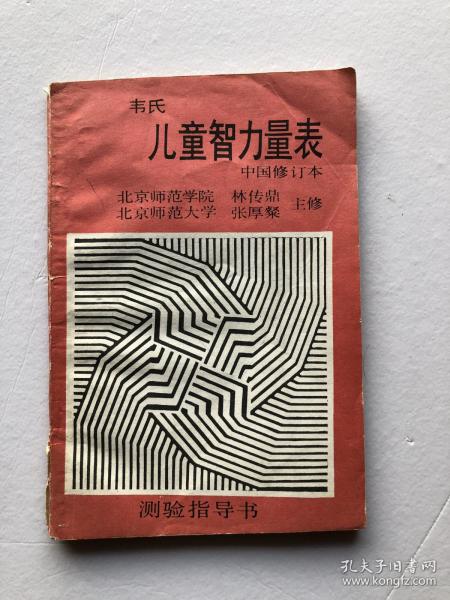 韦氏
儿童智力量表
中国修订本
北京师范学院 林传鼎
北京师范大学 张厚粲 主修
测验指导书
孔夫子旧书网
www.kongfz.com